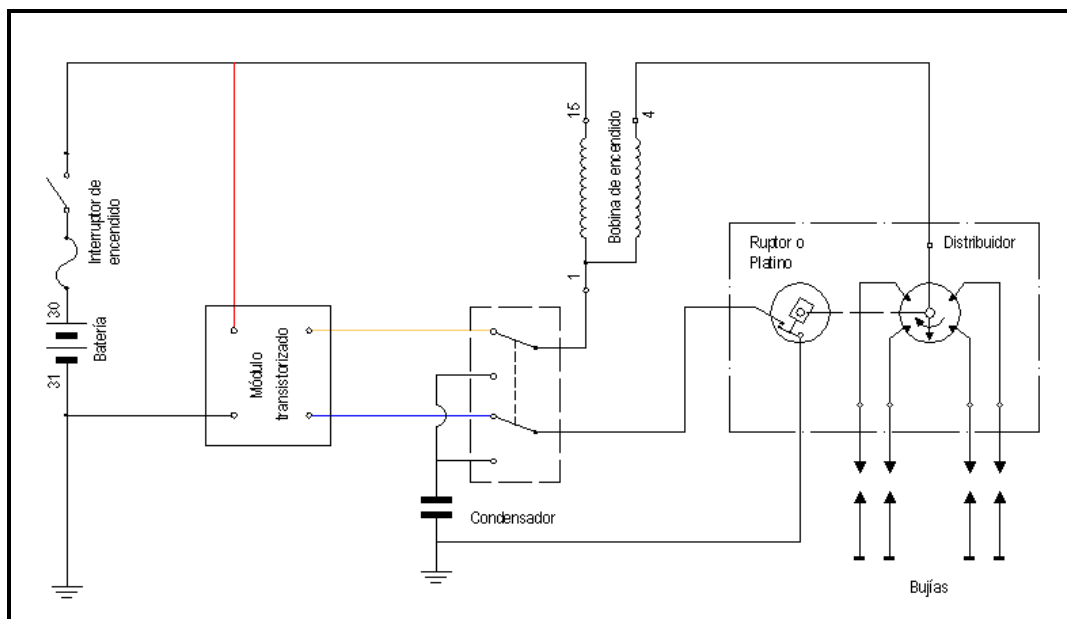 Interruptor de
encendido
30
Batería
31
Módulo
transistorizado
15
4
Bobina de encendido
1
Ruptor o
Platino
Distribuidor
Condensador
Bujías